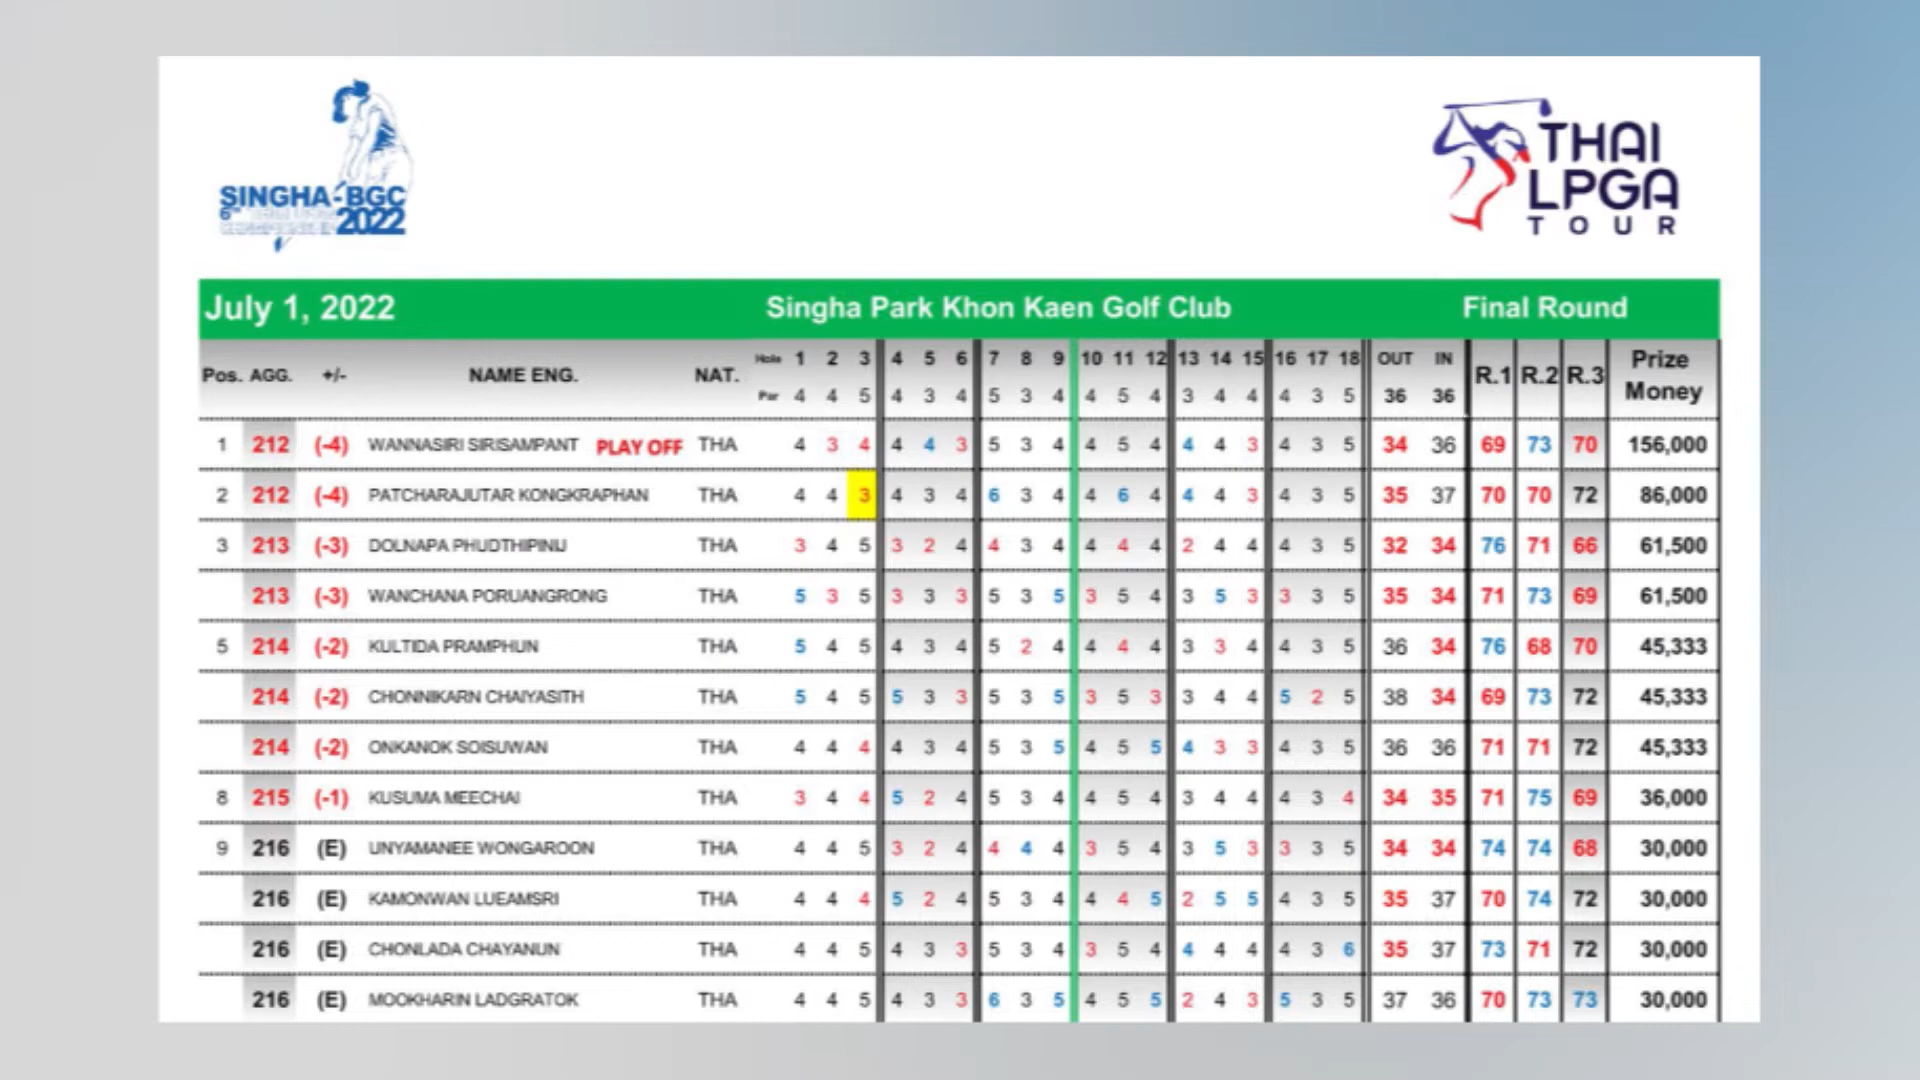 SINGHA-BGC
6TH
2022
THAI
LPGA
TOUR
July 1, 2022 Singha Park Khon Kaen Golf Club Final Round
Pos. AGG. +/- NAME ENG. NAT. Hole 1 2 3 4 5 6 7 8 9 10 11 12 13 14 15 16 17 18 OUT IN R.1 R.2 R.3 Prize Money
Par 4 4 5 4 3 4 5 3 4 4 5 4 3 4 4 4 3 5 36 36
1 212 (-4) WANNASIRI SIRISAMPANT PLAY OFF THA 4 3 4 4 4 3 5 3 4 4 5 4 4 4 3 4 3 5 34 36 69 73 70 156,000
2 212 (-4) PATCHARAJUTAR KONGKRAPHAN THA 4 4 3 4 3 4 6 3 4 4 6 4 4 4 3 4 3 5 35 37 70 70 72 86,000
3 213 (-3) DOLNAPA PHUDTHIPINIJ THA 3 4 5 3 2 4 4 3 4 4 4 4 2 4 4 4 3 5 32 34 76 71 66 61,500
213 (-3) WANCHANA PORUANGRONG THA 5 3 5 3 3 3 5 3 5 3 5 4 3 5 3 3 3 5 35 34 71 73 69 61,500
5 214 (-2) KULTIDA PRAMPHUN THA 5 4 5 4 3 4 5 2 4 4 4 4 3 3 4 4 3 5 36 34 76 68 70 45,333
214 (-2) CHONNIKARN CHAIYASITH THA 5 4 5 5 3 3 5 3 5 3 5 3 3 4 4 5 2 5 38 34 69 73 72 45,333
214 (-2) ONKANOK SOISUWAN THA 4 4 4 4 3 4 5 3 5 4 5 5 4 3 3 4 3 5 36 36 71 71 72 45,333
8 215 (-1) KUSUMA MEECHAI THA 3 4 4 5 2 4 5 3 4 4 5 4 3 4 4 4 3 4 34 35 71 75 69 36,000
9 216 (E) UNYAMANEE WONGAROON THA 4 4 5 3 2 4 4 4 4 3 5 4 3 5 3 3 3 5 34 34 74 74 68 30,000
216 (E) KAMONWAN LUEAMSRI THA 4 4 4 5 2 4 5 3 4 4 4 5 2 5 5 4 3 5 35 37 70 74 72 30,000
216 (E) CHONLADA CHAYANUN THA 4 4 5 4 3 3 5 3 4 3 5 4 4 4 4 4 3 6 35 37 73 71 72 30,000
216 (E) MOOKHARIN LADGRATOK THA 4 4 5 4 3 3 6 3 5 4 5 5 2 4 3 5 3 5 37 36 70 73 73 30,000